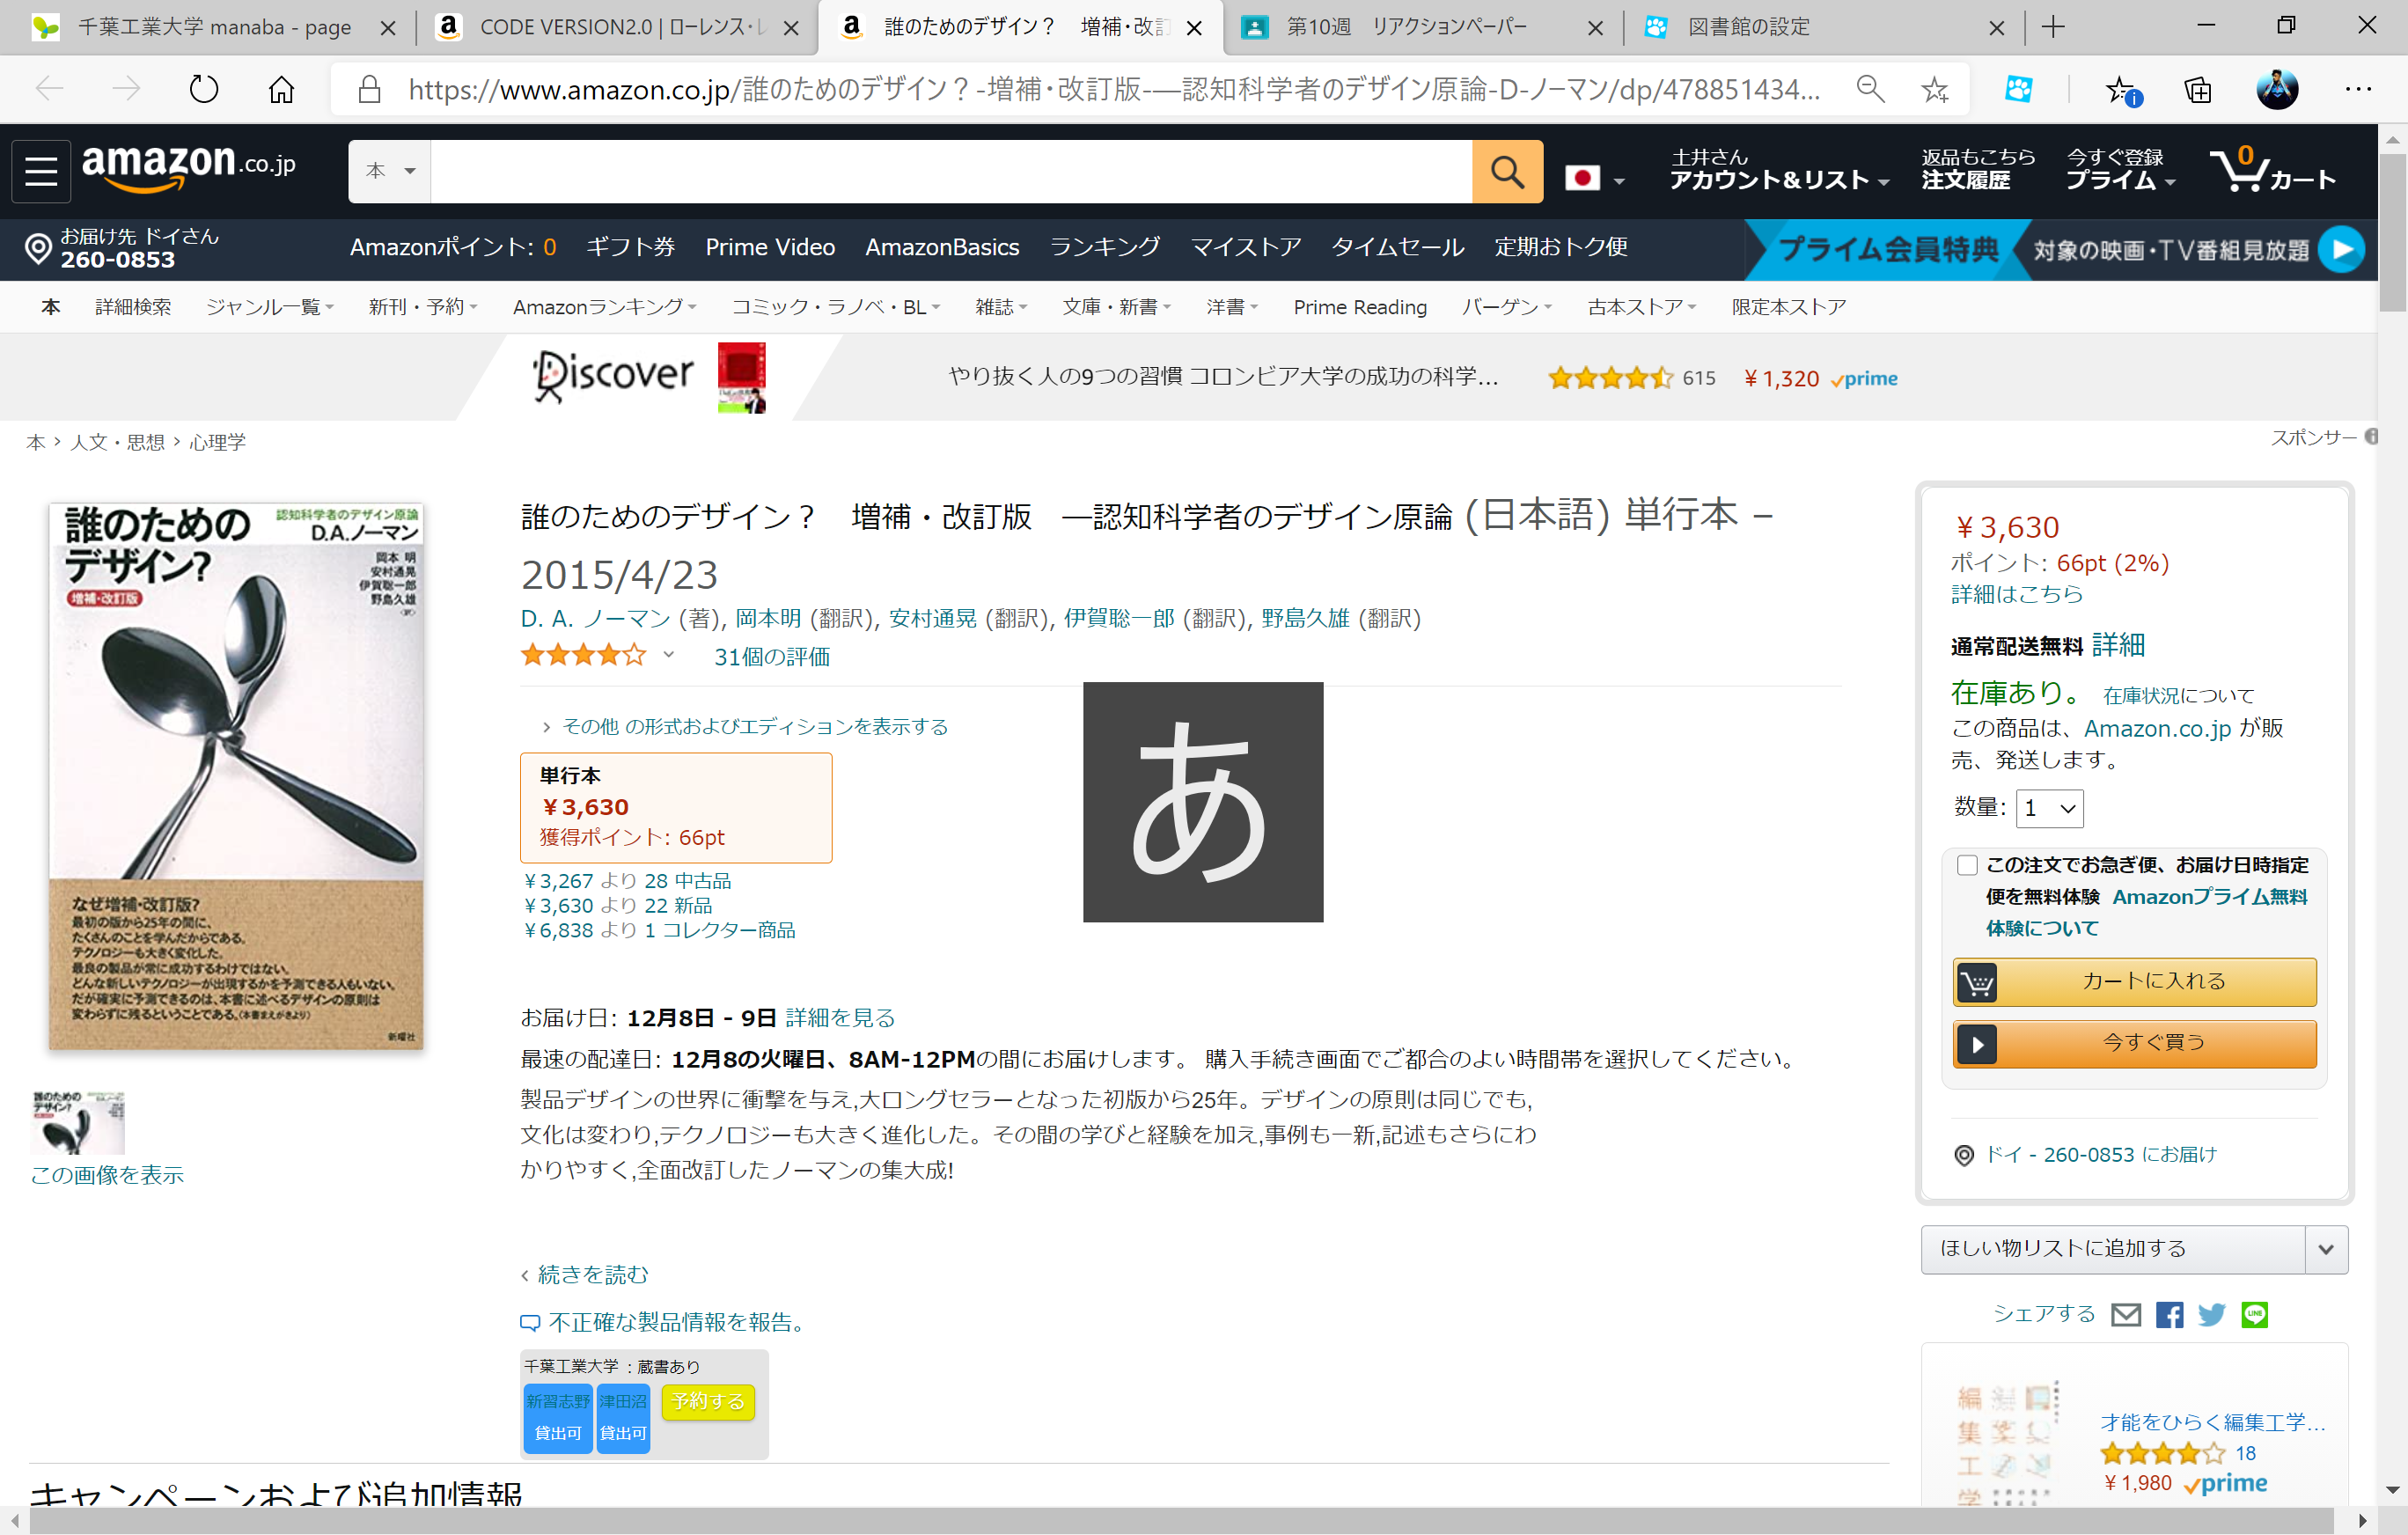 千葉工業大学 manaba - page
CODE VERSION2.0 | ローレンス・レ
誰のためのデザイン？　増補・改訂
第10週　リアクションペーパー
図書館の設定
https://www.amazon.co.jp/誰のためのデザイン？-増補・改訂版-―認知科学者のデザイン原論-D-ノーマン/dp/478851434...
amazon.co.jp
本
土井さん
アカウント&リスト
返品もこちら
注文履歴
今すぐ登録
プライム
0
カート
お届け先 ドイさん
260-0853
Amazonポイント: 0
ギフト券
Prime Video
AmazonBasics
ランキング
マイストア
タイムセール
定期おトク便
プライム会員特典
対象の映画・TV番組見放題
本
詳細検索
ジャンル一覧
新刊・予約
Amazonランキング
コミック・ラノベ・BL
雑誌
文庫・新書
洋書
Prime Reading
バーゲン
古本ストア
限定本ストア
Discover
やり抜く人の9つの習慣 コロンビア大学の成功の科学...
615
￥1,320 prime
本 › 人文・思想 › 心理学
スポンサー
誰のための
デザイン?
増補・改訂版
認知科学者のデザイン原論
D.A.ノーマン
岡本 明
安村通晃
伊賀聡一郎
野島久雄
なぜ増補・改訂版?
最初の版から25年の間に、
たくさんのことを学んだからである。
テクノロジーも大きく変化した。
最良の製品が常に成功するわけではない。
どんな新しいテクノロジーが出現するかを予測できる人もいない。
だが確実に予測できるのは、本書に述べるデザインの原則は
変わらずに残るということである。(本書まえがきより)
新曜社
誰のための
デザイン?
この画像を表示
誰のためのデザイン？　増補・改訂版　―認知科学者のデザイン原論 (日本語) 単行本 –
2015/4/23
D. A. ノーマン (著), 岡本明 (翻訳), 安村通晃 (翻訳), 伊賀聡一郎 (翻訳), 野島久雄 (翻訳)
31個の評価
› その他 の形式およびエディションを表示する
単行本
￥3,630
獲得ポイント: 66pt
￥3,267 より 28 中古品
￥3,630 より 22 新品
￥6,838 より 1 コレクター商品
あ
お届け日: 12月8日 - 9日 詳細を見る
最速の配達日: 12月8の火曜日、8AM-12PMの間にお届けします。 購入手続き画面でご都合のよい時間帯を選択してください。
製品デザインの世界に衝撃を与え,大ロングセラーとなった初版から25年。デザインの原則は同じでも,
文化は変わり,テクノロジーも大きく進化した。その間の学びと経験を加え,事例も一新,記述もさらにわ
かりやすく,全面改訂したノーマンの集大成!
‹ 続きを読む
不正確な製品情報を報告。
千葉工業大学 : 蔵書あり
新習志野
貸出可
津田沼
貸出可
予約する
キャンペーンおよび追加情報
￥3,630
ポイント: 66pt (2%)
詳細はこちら
通常配送無料 詳細
在庫あり。 在庫状況について
この商品は、Amazon.co.jp が販
売、発送します。
数量: 1
この注文でお急ぎ便、お届け日時指定
便を無料体験 Amazonプライム無料
体験について
カートに入れる
今すぐ買う
ドイ - 260-0853 にお届け
ほしい物リストに追加する
シェアする
LINE
編集工学
才能をひらく編集工学...
18
￥1,980 prime